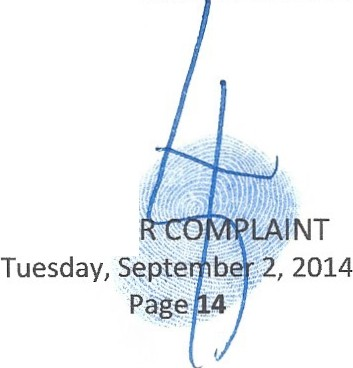 R COMPLAINT
Tuesday, September 2, 2014
Page 14